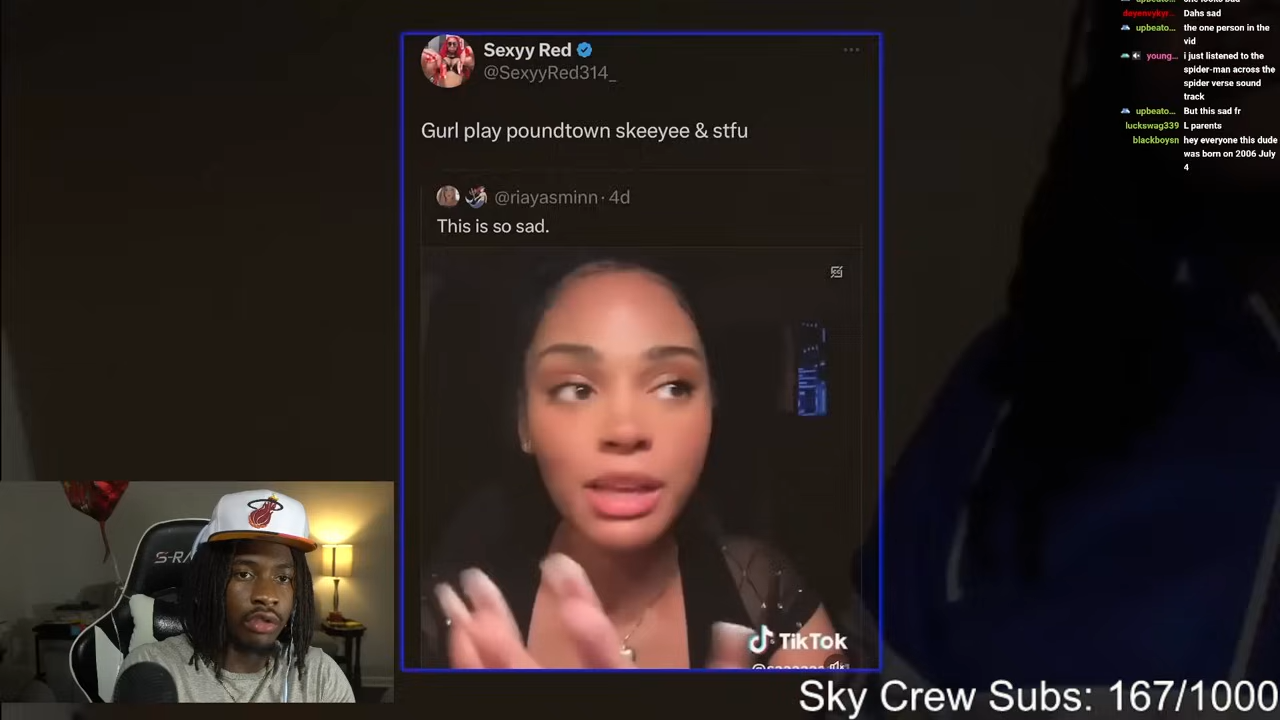 Sexyy Red
@SexyyRed314_
Gurl play poundtown skeeyee & stfu
@riayasminn · 4d
This is so sad.
TikTok
S-RA
Dahs sad
upbeato... the one person in the
vid
young... i just listened to the
spider-man across the
spider verse sound
track
upbeato... But this sad fr
luckswag339 L parents
blackboysn hey everyone this dude
was born on 2006 July
4
Sky Crew Subs: 167/1000